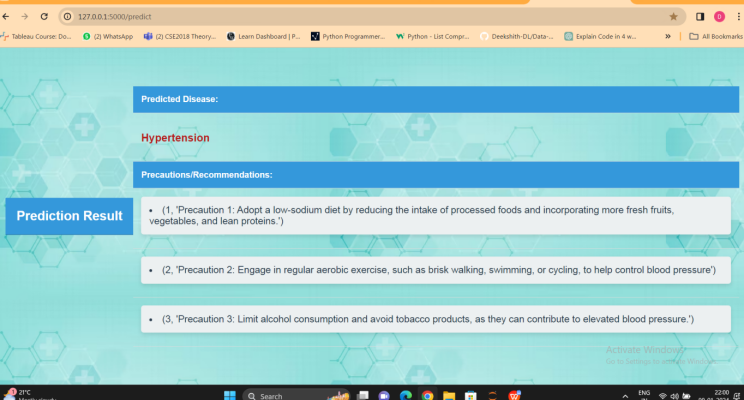 127.0.0.1:5000/predict
D
Tableau Course: Do...
(2) WhatsApp
(2) CSE2018 Theory...
Learn Dashboard | P...
Python Programmer...
Python - List Compr...
Deekshith-DL/Data-...
Explain Code in 4 w...
»
All Bookmarks
Predicted Disease:
Hypertension
Precautions/Recommendations:
Prediction Result
• (1, 'Precaution 1: Adopt a low-sodium diet by reducing the intake of processed foods and incorporating more fresh fruits,
vegetables, and lean proteins.')
• (2, 'Precaution 2: Engage in regular aerobic exercise, such as brisk walking, swimming, or cycling, to help control blood pressure')
• (3, 'Precaution 3: Limit alcohol consumption and avoid tobacco products, as they can contribute to elevated blood pressure.')
Activate Windows
Go to Settings to activate Windows.
21°C
Mostly cloudy
Search
ENG
IN
22:00